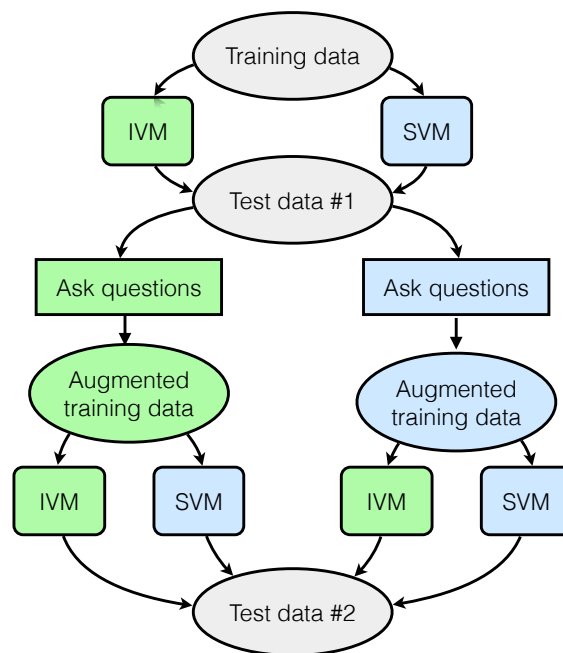 Training data
IVM
SVM
Test data #1
Ask questions
Ask questions
Augmented
training data
Augmented
training data
IVM
SVM
IVM
SVM
Test data #2